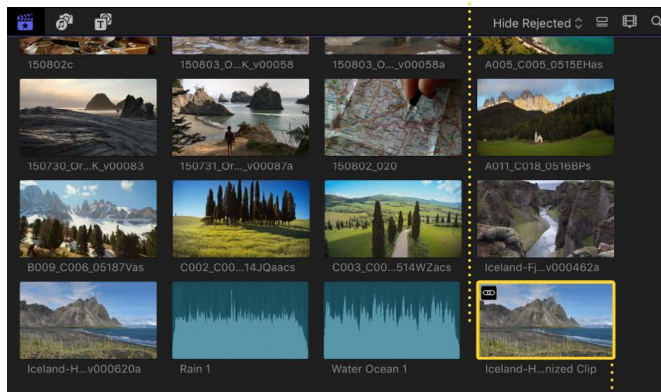 Hide Rejected
150802c
150803_O...K_v00058
150803_O..._v00058a
A005_C005_0515EHas
150730_Or...K_v00083
150731_Or..._v00087a
150802_020
A011_C018_0516BPs
B009_C006_05187Vas
C002_C00...14JQaacs
C003_C00...514WZacs
Iceland-Fj...v000462a
Iceland-H...v000620a
Rain 1
Water Ocean 1
Iceland-H...nized Clip